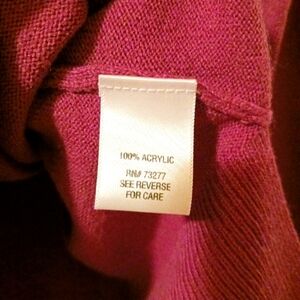 100% ACRYLIC
RN# 73277
SEE REVERSE
FOR CARE